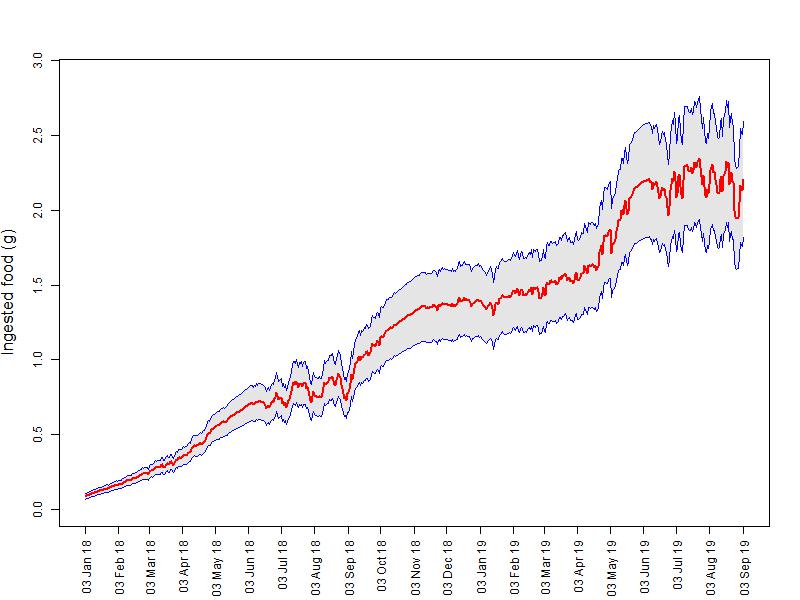 Ingested food (g)
3.0
2.5
2.0
1.5
1.0
0.5
0.0
03 Jan 18
03 Feb 18
03 Mar 18
03 Apr 18
03 May 18
03 Jun 18
03 Jul 18
03 Aug 18
03 Sep 18
03 Oct 18
03 Nov 18
03 Dec 18
03 Jan 19
03 Feb 19
03 Mar 19
03 Apr 19
03 May 19
03 Jun 19
03 Jul 19
03 Aug 19
03 Sep 19